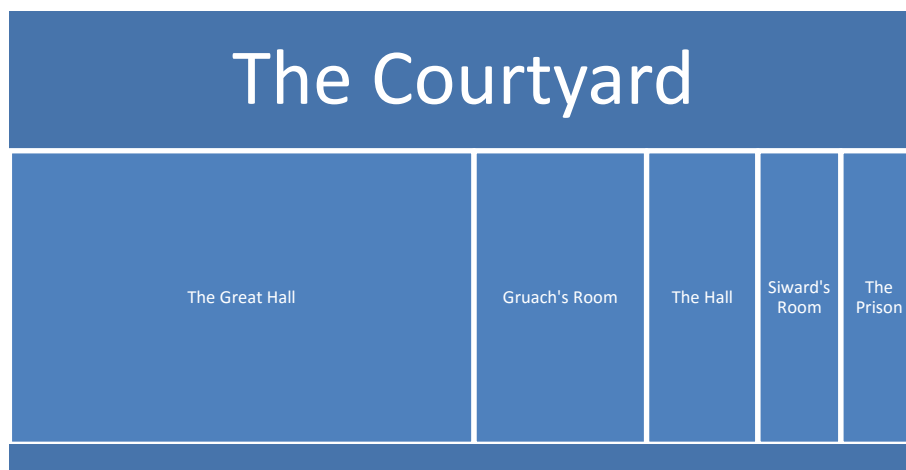 The Courtyard
The Great Hall
Gruach's Room
The Hall
Siward's
Room
The
Prison